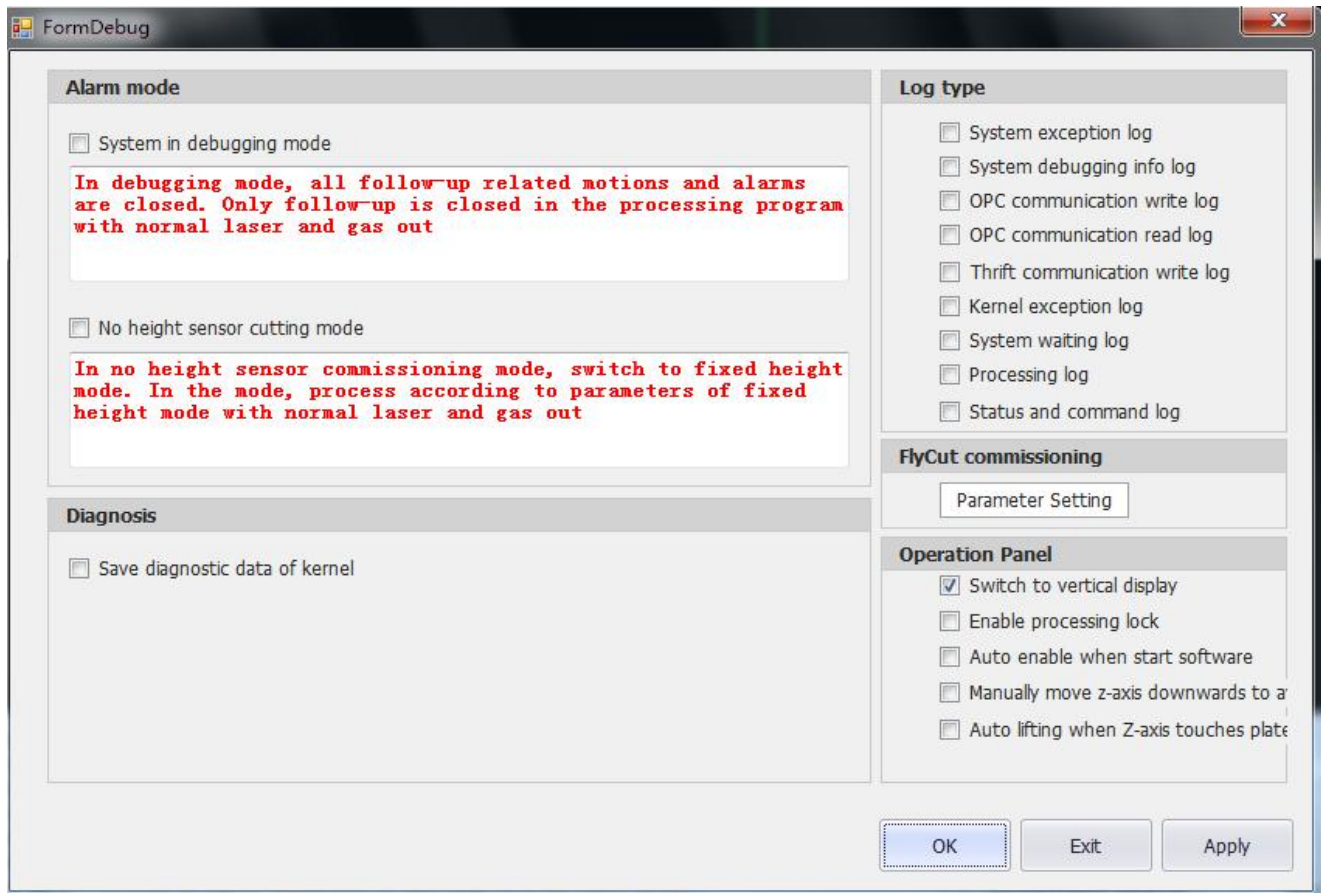 FormDebug
Alarm mode
System in debugging mode
In debugging mode, all follow-up related motions and alarms
are closed. Only follow-up is closed in the processing program
with normal laser and gas out
No height sensor cutting mode
In no height sensor commissioning mode, switch to fixed height
mode. In the mode, process according to parameters of fixed
height mode with normal laser and gas out
Diagnosis
Save diagnostic data of kernel
Log type
System exception log
System debugging info log
OPC communication write log
OPC communication read log
Thrift communication write log
Kernel exception log
System waiting log
Processing log
Status and command log
FlyCut commissioning
Parameter Setting
Operation Panel
Switch to vertical display
Enable processing lock
Auto enable when start software
Manually move z-axis downwards to
Auto lifting when Z-axis touches plate
OK
Exit
Apply